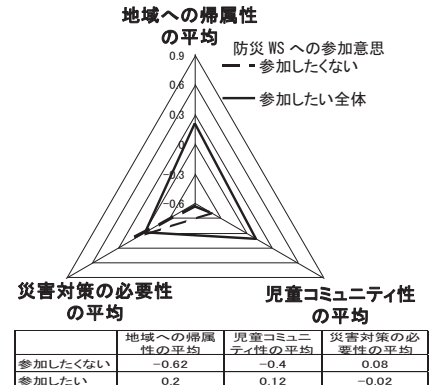 地域への帰属性
の平均
防災 WS への参加意思
参加したくない
参加したい全体
0.9
0.6
0.3
0
-0.3
-0.6
災害対策の必要性
の平均
児童コミュニティ性
の平均
地域への帰属 児童コミュニ 災害対策の必
性の平均 ティ性の平均 要性の平均
参加したくない -0.62 -0.4 0.08
参加したい 0.2 0.12 -0.02